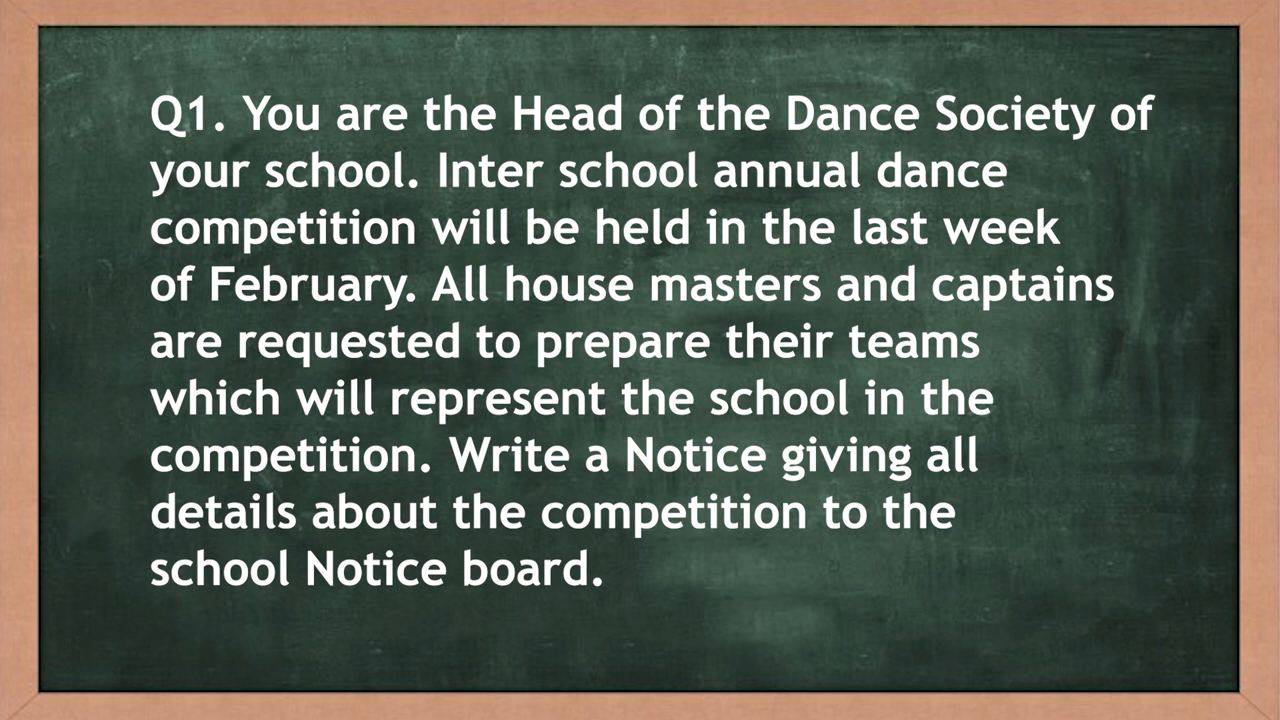 Q1. You are the Head of the Dance Society of
your school. Inter school annual dance
competition will be held in the last week
of February. All house masters and captains
are requested to prepare their teams
which will represent the school in the
competition. Write a Notice giving all
details about the competition to the
school Notice board.